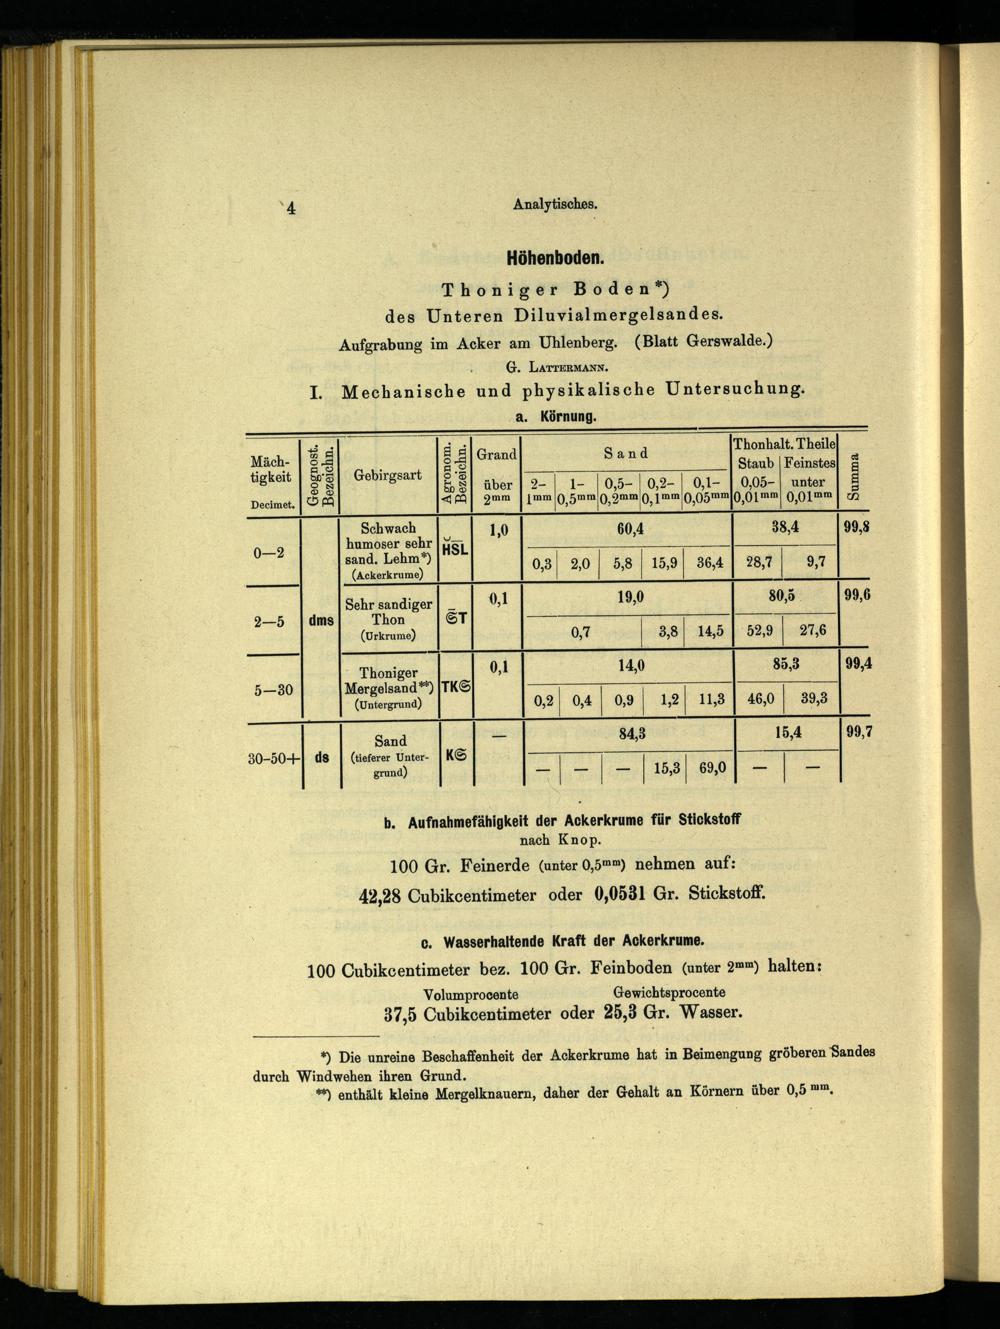 4
Analytisches.
Höhenboden.
Thoniger Boden*)
des Unteren Diluvialmergelsandes.
Aufgrabung im Acker am Uhlenberg. (Blatt Gerswalde.)
G. LATTERMANN.
I. Mechanische und physikalische Untersuchung.
a. Körnung.
Mäch-
tigkeit
Decimet.
Geognost.
Bezeichn.
Gebirgsart
Agronom.
Bezeichn.
Grand
über
2mm
Sand
2– 1– 0,5– 0,2– 0,1–
1mm 0,5mm 0,2mm 0,1mm 0,05mm
Thonhalt. Theile
Staub Feinstes
0,05– unter
0,01mm 0,01mm
Summa
0—2
Schwach
humoser sehr
sand. Lehm*)
(Ackerkrume)
H̆S̅L
1,0 60,4 38,4 99,8
0,3 2,0 5,8 15,9 36,4 28,7 9,7
2—5
dms
Sehr sandiger
Thon
(Urkrume)
S̅T
0,1 19,0 80,5 99,6
0,7 3,8 14,5 52,9 27,6
5—30
Thoniger
Mergelsand**)
(Untergrund)
TKS
0,1 14,0 85,3 99,4
0,2 0,4 0,9 1,2 11,3 46,0 39,3
30-50+
ds
Sand
(tieferer Unter-
grund)
KS
— 84,3 15,4 99,7
— — — 15,3 69,0 — —
b. Aufnahmefähigkeit der Ackerkrume für Stickstoff
nach Knop.
100 Gr. Feinerde (unter 0,5mm) nehmen auf:
42,28 Cubikcentimeter oder 0,0531 Gr. Stickstoff.
c. Wasserhaltende Kraft der Ackerkrume.
100 Cubikcentimeter bez. 100 Gr. Feinboden (unter 2mm) halten:
Volumprocente Gewichtsprocente
37,5 Cubikcentimeter oder 25,3 Gr. Wasser.
*) Die unreine Beschaffenheit der Ackerkrume hat in Beimengung gröberen Sandes
durch Windwehen ihren Grund.
**) enthält kleine Mergelknauern, daher der Gehalt an Körnern über 0,5 mm.